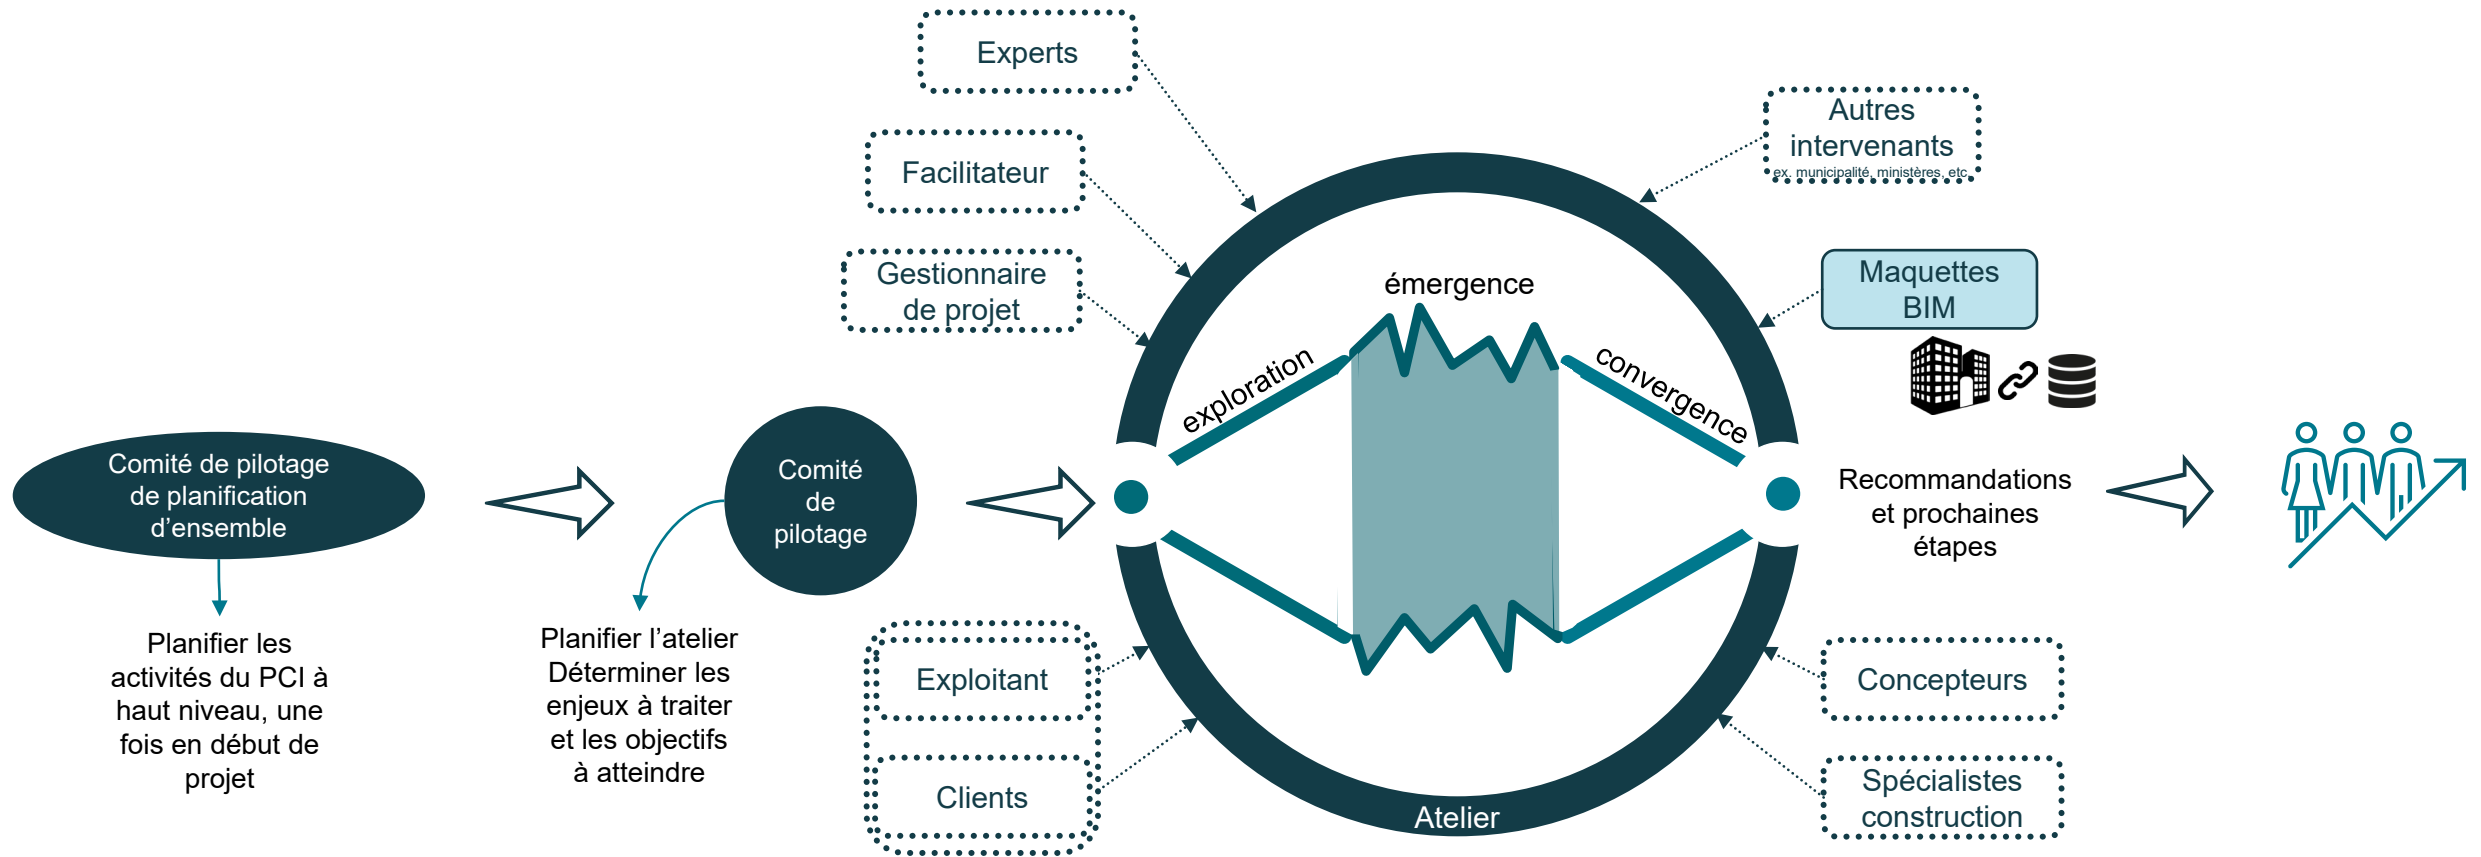 Comité de pilotage
de planification
d’ensemble
Planifier les
activités du PCI à
haut niveau, une
fois en début de
projet
Comité
de
pilotage
Planifier l’atelier
Déterminer les
enjeux à traiter
et les objectifs
à atteindre
Experts
Facilitateur
Gestionnaire
de projet
Exploitant
Clients
exploration
émergence
convergence
Atelier
Autres
intervenants
ex. municipalité, ministères, etc.
Maquettes
BIM
Recommandations
et prochaines
étapes
Concepteurs
Spécialistes
construction